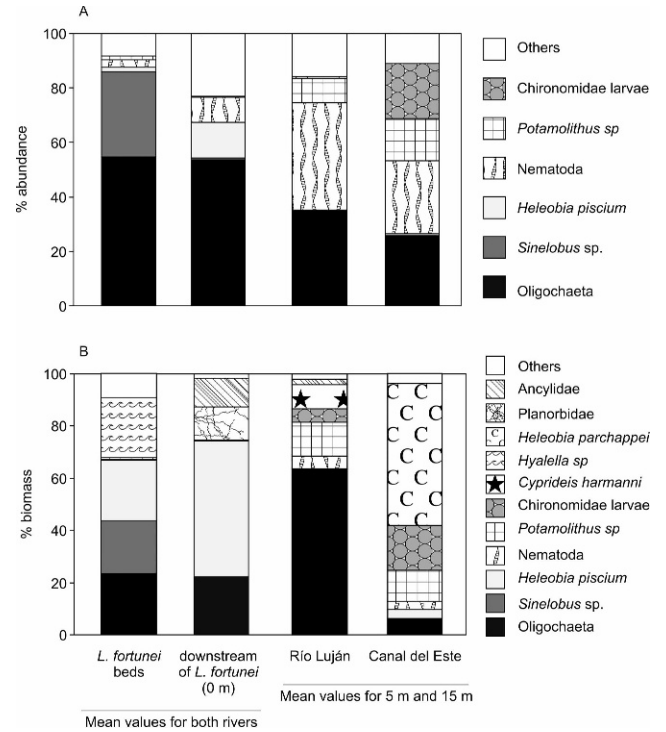 A
100
80
60
40
20
0
% abundance
Others
Chironomidae larvae
Potamolithus sp
Nematoda
Heleobia piscium
Sinelobus sp.
Oligochaeta
B
100
80
60
40
20
0
% biomass
Others
Ancylidae
Planorbidae
Heleobia parchappei
Hyalella sp
Cyprideis harmanni
Chironomidae larvae
Potamolithus sp
Nematoda
Heleobia piscium
Sinelobus sp.
Oligochaeta
C C
C
C C
C
C C
C
C C
C
L. fortunei
beds
downstream
of L. fortunei
(0 m)
Río Luján
Canal del Este
Mean values for both rivers
Mean values for 5 m and 15 m